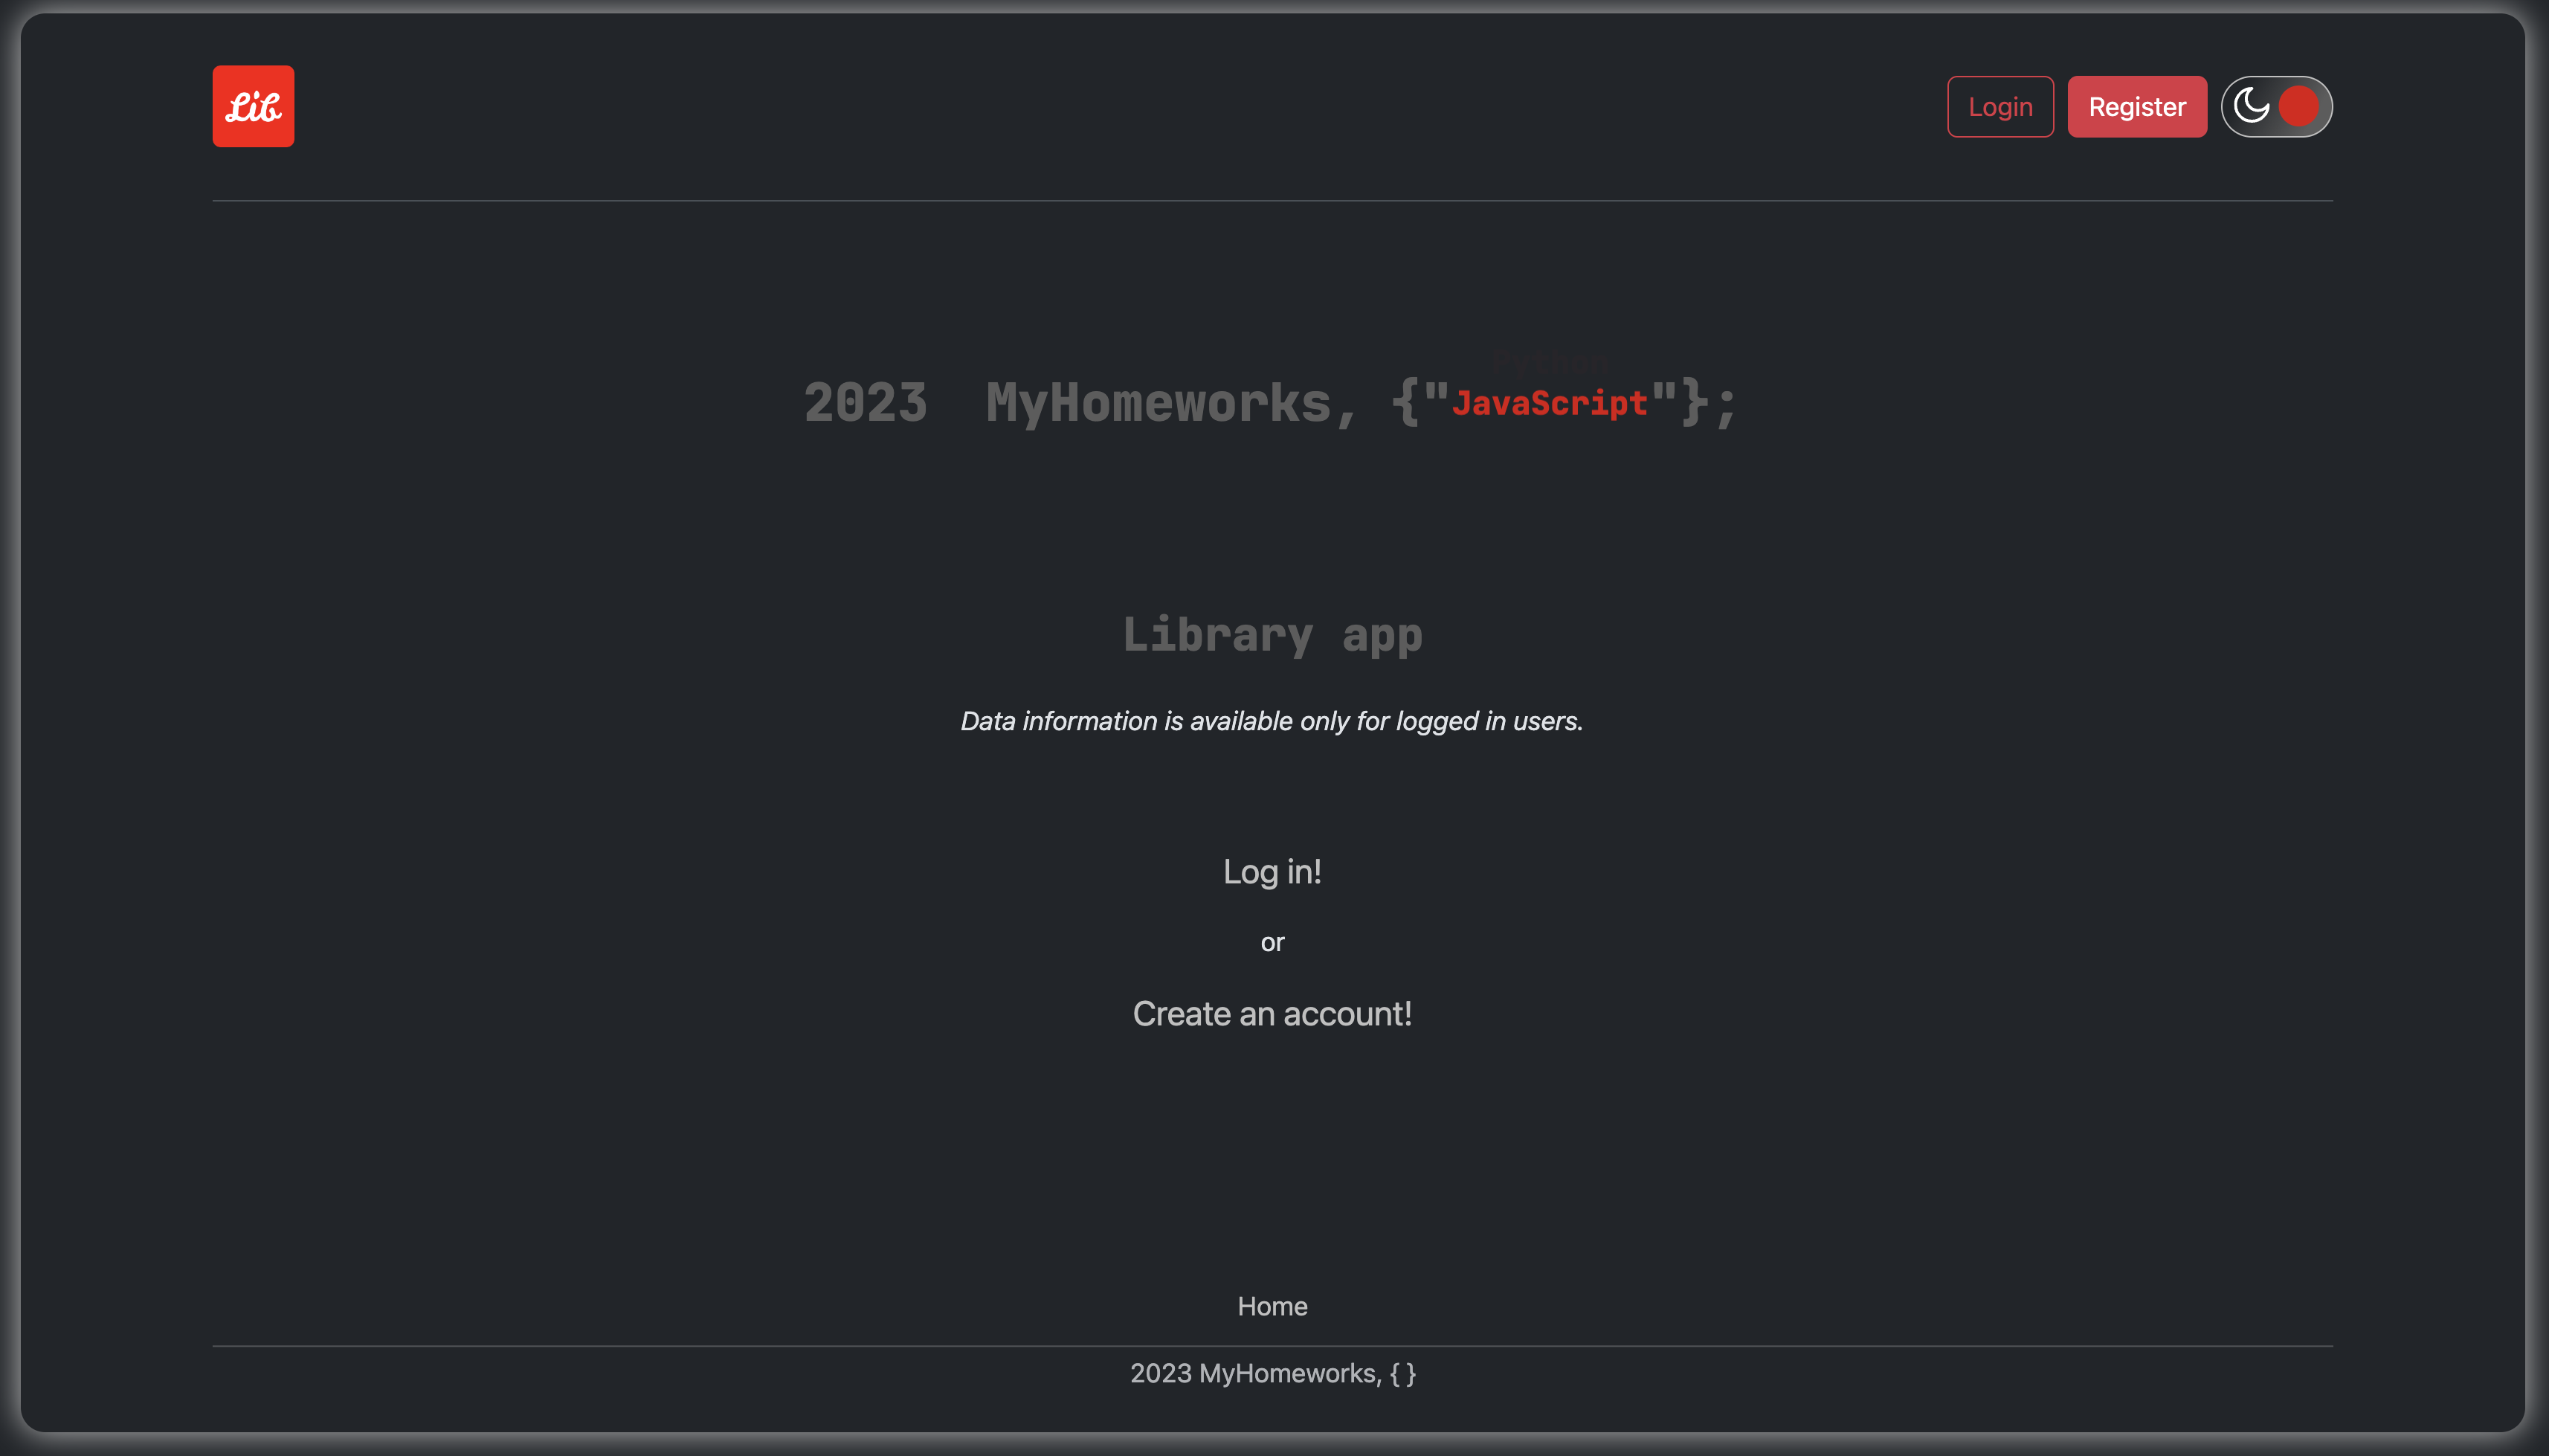 Lib
Login
Register
2023 MyHomeworks, {"JavaScript"};
Library app
Data information is available only for logged in users.
Log in!
or
Create an account!
Home
2023 MyHomeworks, { }